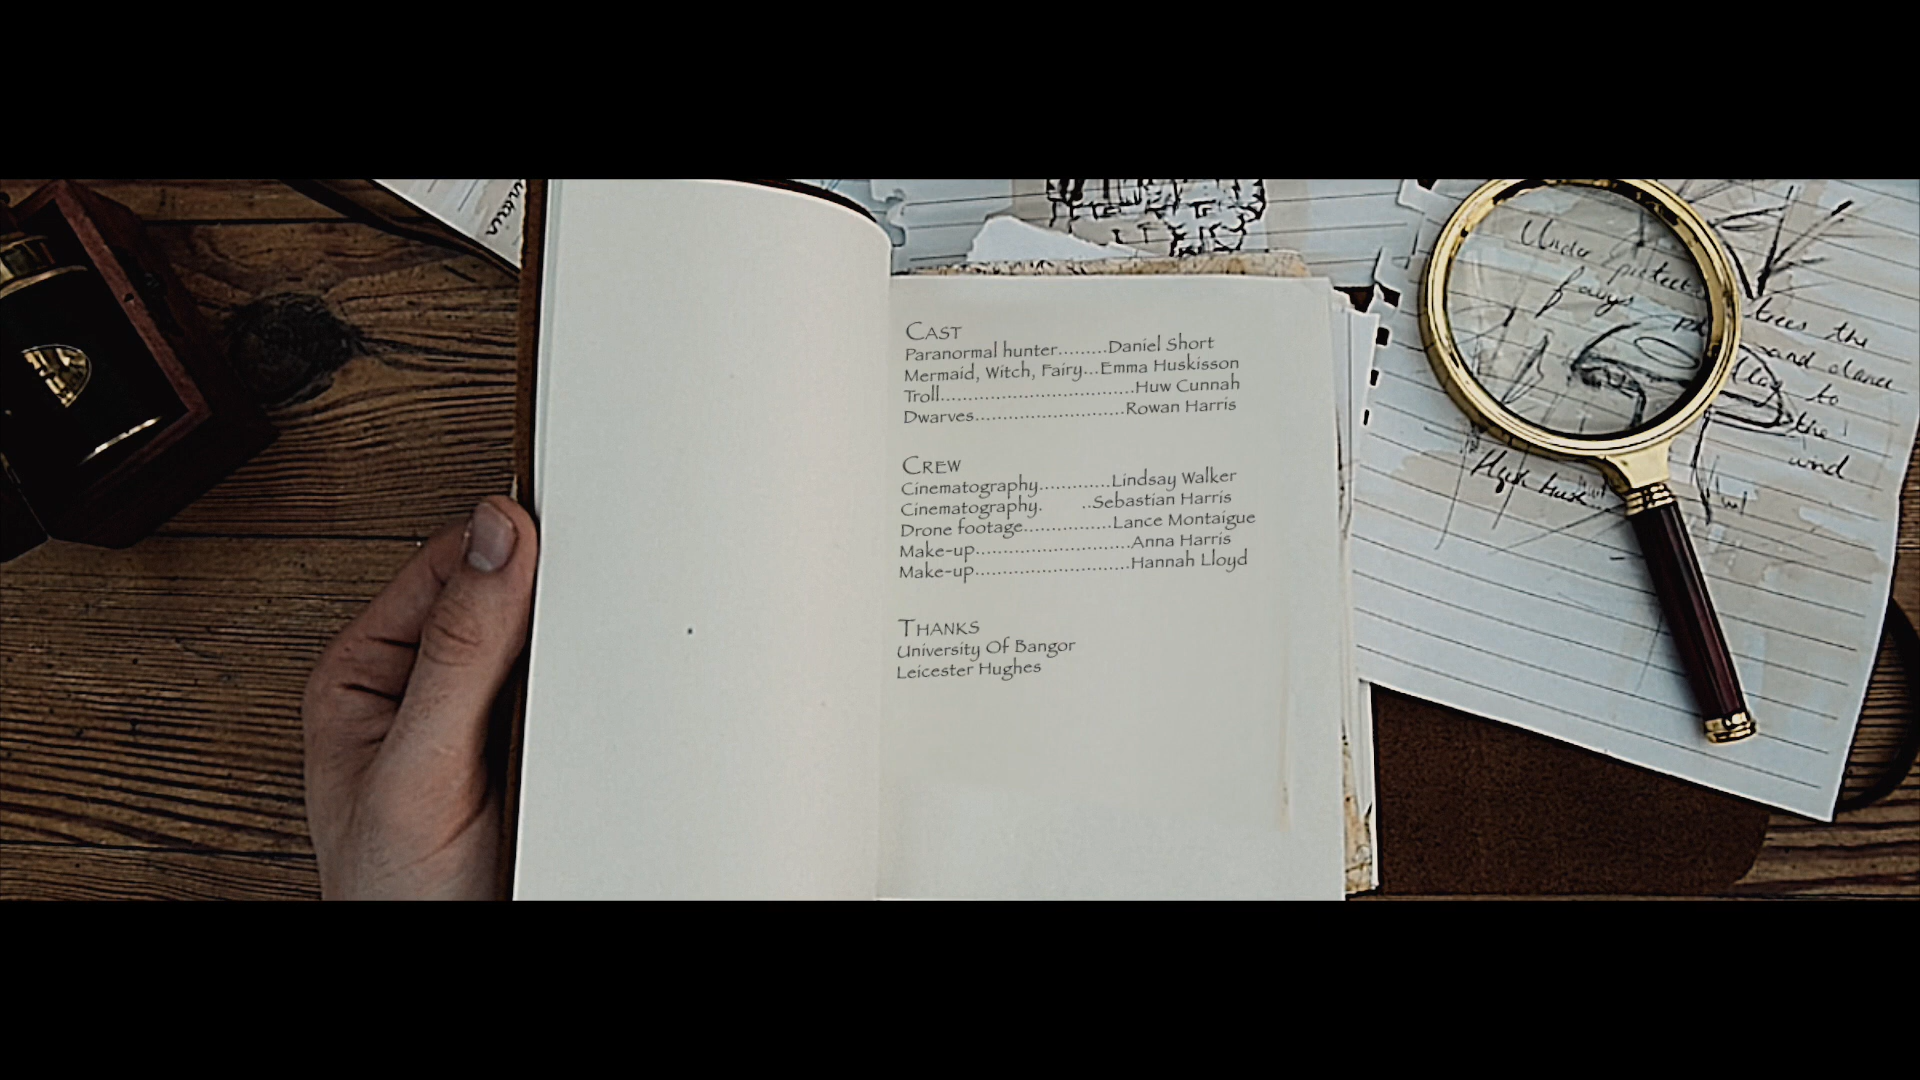 CAST
Paranormal hunter.........Daniel Short
Mermaid, Witch, Fairy...Emma Huskisson
Troll...................................Huw Cunnah
Dwarves...........................Rowan Harris
CREW
Cinematography.............Lindsay Walker
Cinematography. ..Sebastian Harris
Drone footage................Lance Montaigue
Make-up............................Anna Harris
Make-up............................Hannah Lloyd
THANKS
University Of Bangor
Leicester Hughes
Under
trees the
and dance
to
the
wind